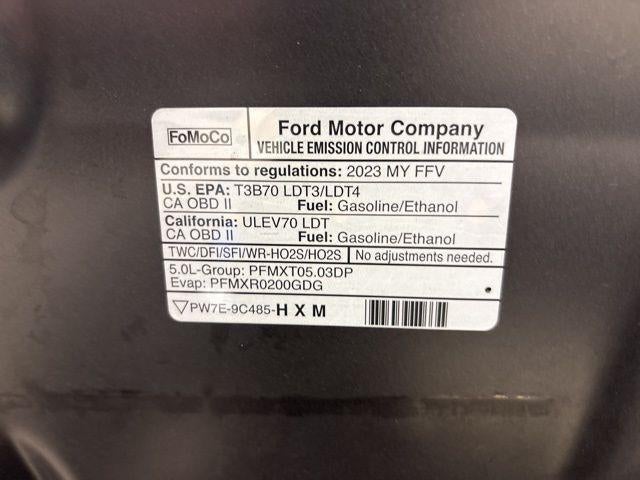 FoMoCo
Ford Motor Company
VEHICLE EMISSION CONTROL INFORMATION
Conforms to regulations: 2023 MY FFV
U.S. EPA: T3B70 LDT3/LDT4
CA OBD II Fuel: Gasoline/Ethanol
California: ULEV70 LDT
CA OBD II Fuel: Gasoline/Ethanol
TWC/DFI/SFI/WR-HO2S/HO2S No adjustments needed.
5.0L-Group: PFMXT05.03DP
Evap: PFMXR0200GDG
PW7E-9C485-H X M